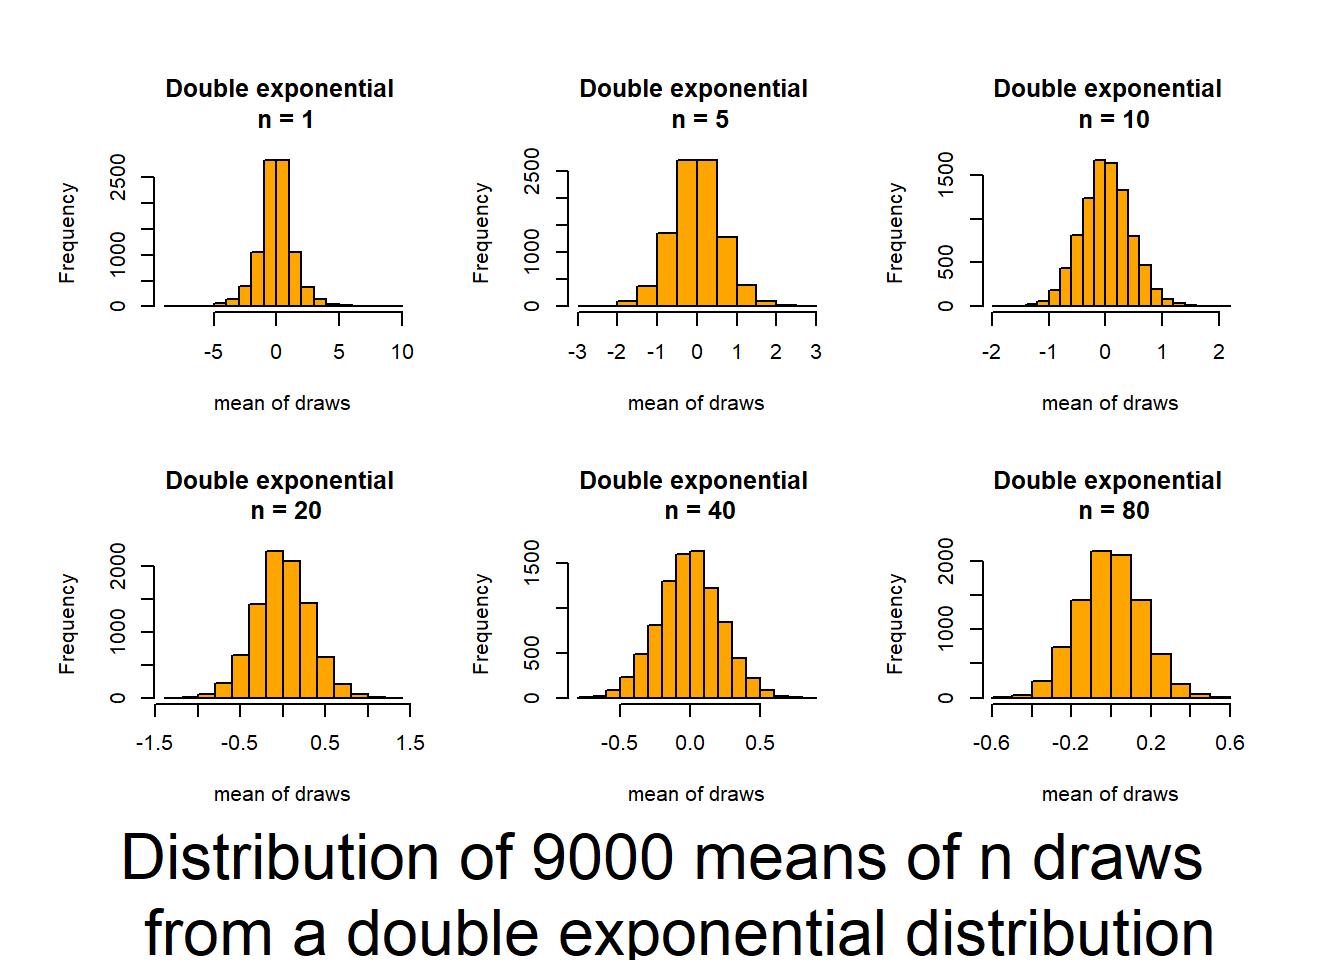 Double exponential
n = 1
Frequency
2500
1000
0
-5 0 5 10
mean of draws
Double exponential
n = 5
Frequency
2500
1000
0
-3 -2 -1 0 1 2 3
mean of draws
Double exponential
n = 10
Frequency
1500
500
0
-2 -1 0 1 2
mean of draws
Double exponential
n = 20
Frequency
2000
1000
0
-1.5 -0.5 0.5 1.5
mean of draws
Double exponential
n = 40
Frequency
1500
500
0
-0.5 0.0 0.5
mean of draws
Double exponential
n = 80
Frequency
2000
1000
0
-0.6 -0.2 0.2 0.6
mean of draws
Distribution of 9000 means of n draws
from a double exponential distribution